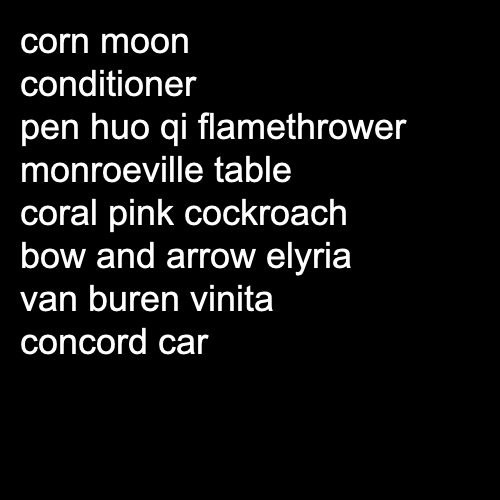 corn moon
conditioner
pen huo qi flamethrower
monroeville table
coral pink cockroach
bow and arrow elyria
van buren vinita
concord car